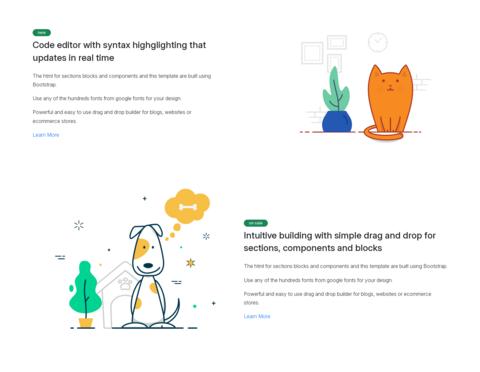 Code editor with syntax highglighting that
updates in real time
The html for sections blocks and components and this template are built using
Bootstrap.
Use any of the hundreds fonts from google fonts for your design.
Powerful and easy to use drag and drop builder for blogs, websites or
ecommerce stores.
Learn More
Intuitive building with simple drag and drop for
sections, components and blocks
The html for sections blocks and components and this template are built using Bootstrap.
Use any of the hundreds fonts from google fonts for your design.
Powerful and easy to use drag and drop builder for blogs, websites or ecommerce
stores.
Learn More